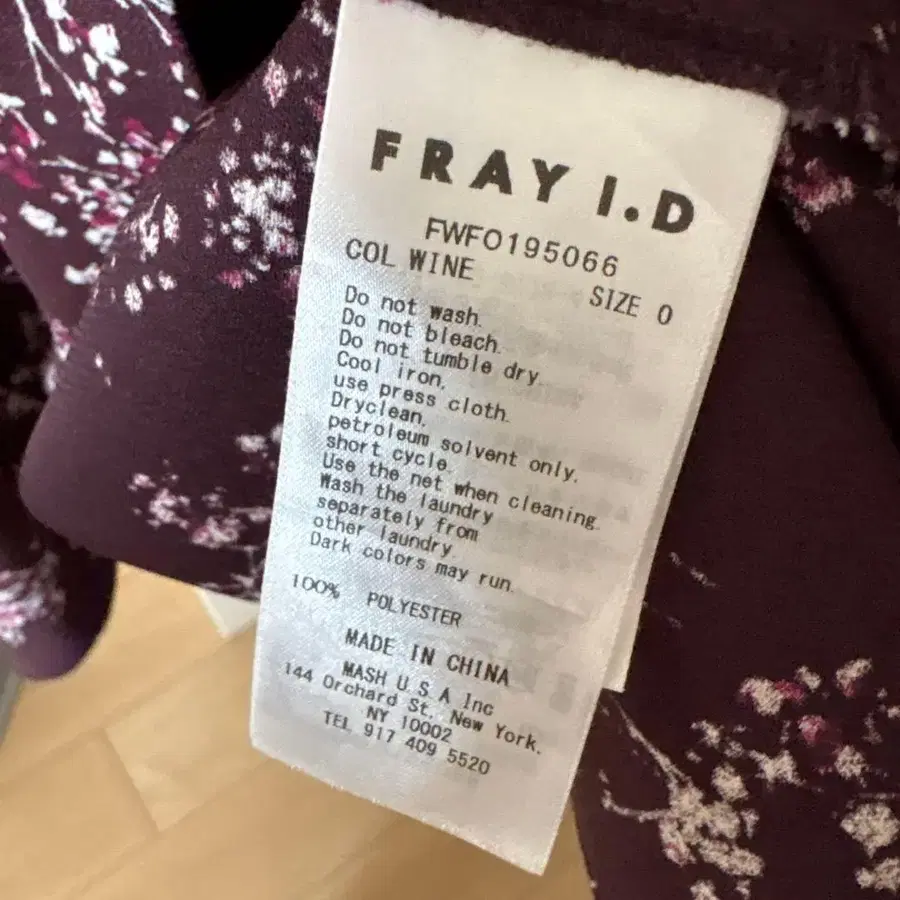 FRAY I.D
FWFO195066
COL WINE
SIZE 0
Do not wash.
Do not bleach.
Do not tumble dry.
Cool iron,
use press cloth.
Dryclean,
petroleum solvent only,
short cycle.
Use the net when cleaning.
Wash the laundry
separately from
other laundry.
Dark colors may run.
100% POLYESTER
MADE IN CHINA
MASH U.S.A Inc
144 Orchard St, New York,
NY 10002
TEL 917 409 5520